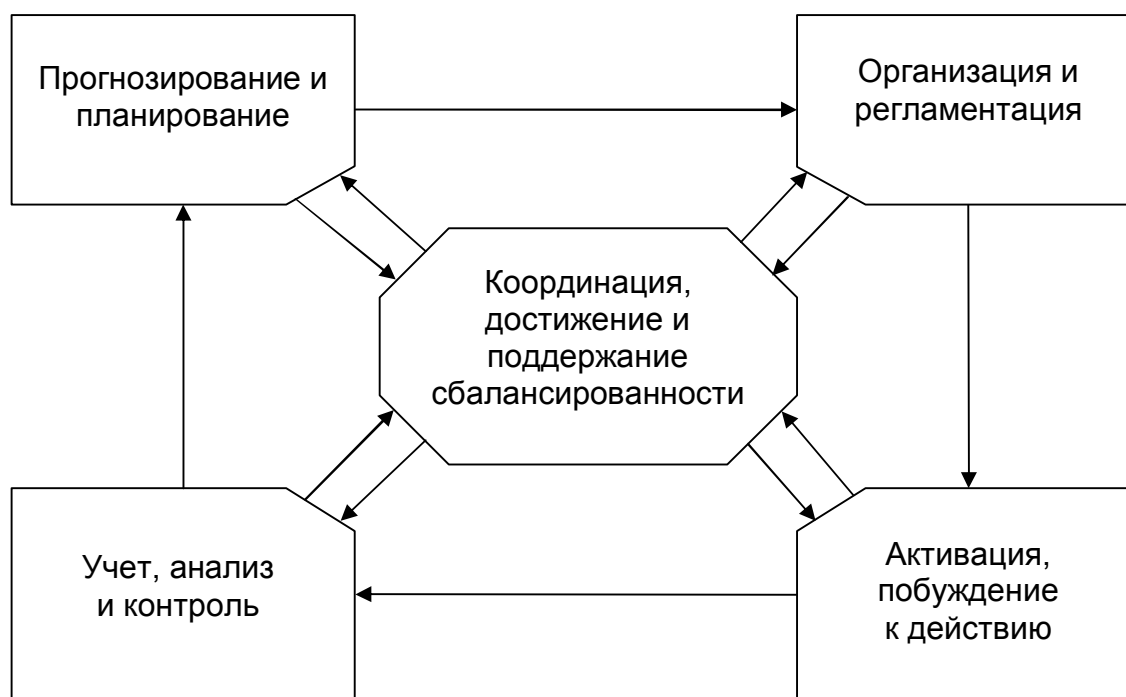 Прогнозирование и
планирование
Организация и
регламентация
Координация,
достижение и
поддержание
сбалансированности
Учет, анализ
и контроль
Активация,
побуждение
к действию